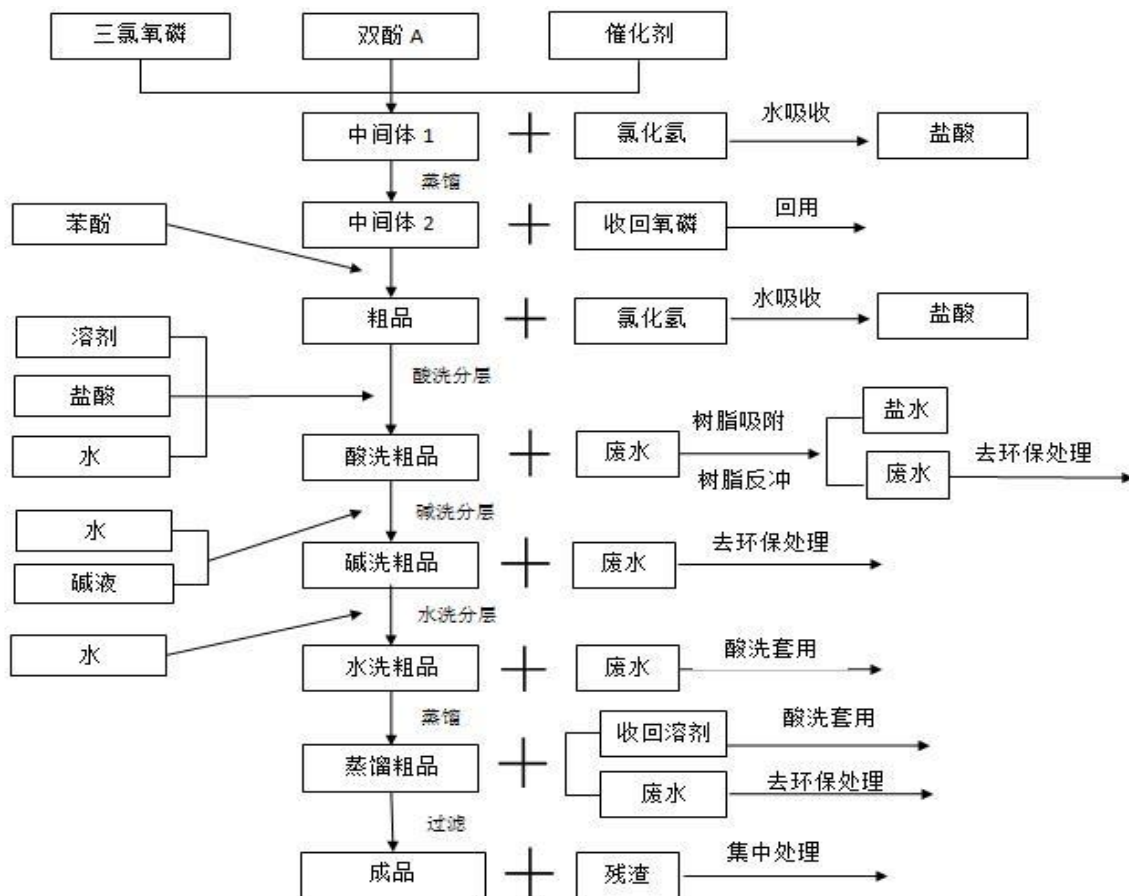 三氯氧磷
双酚 A
催化剂
中间体 1
氯化氢
水吸收
盐酸
蒸馏
苯酚
中间体 2
收回氧磷
回用
粗品
氯化氢
水吸收
盐酸
溶剂
盐酸
水
酸洗分层
酸洗粗品
废水
树脂吸附
树脂反冲
盐水
废水
去环保处理
水
碱液
碱洗分层
碱洗粗品
废水
去环保处理
水
水洗分层
水洗粗品
废水
酸洗套用
蒸馏
蒸馏粗品
收回溶剂
酸洗套用
废水
去环保处理
过滤
成品
残渣
集中处理